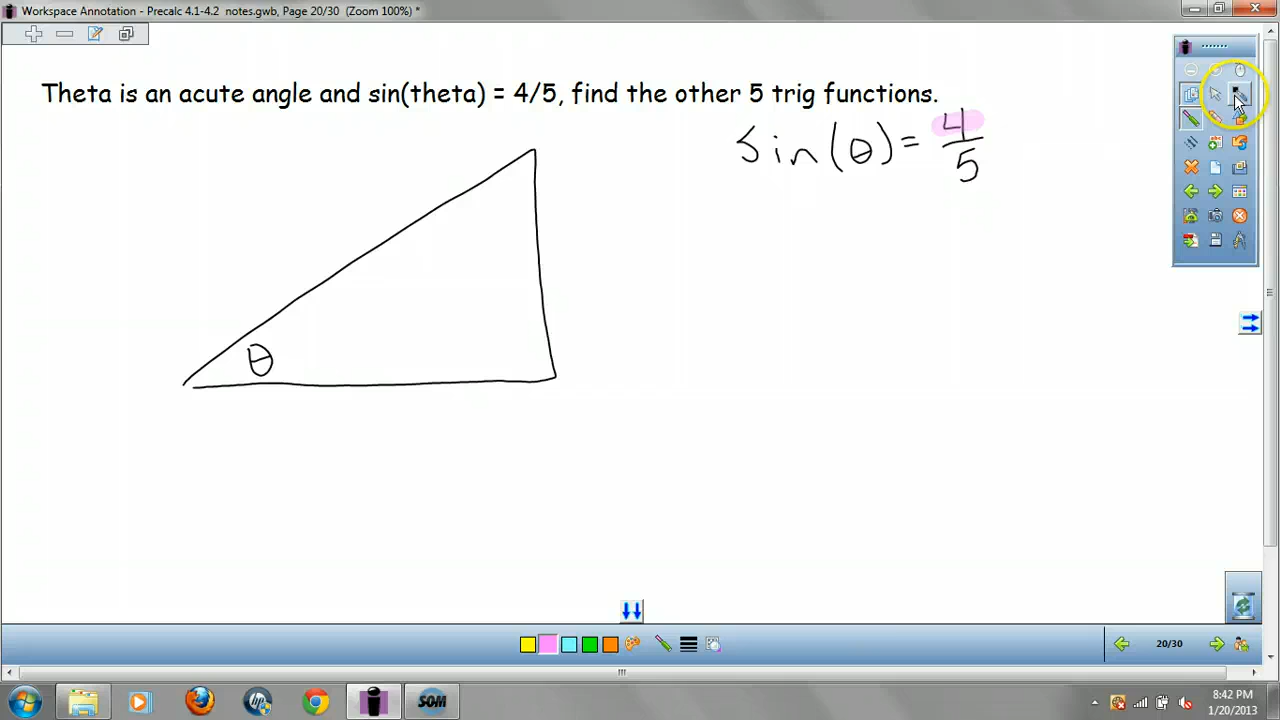 Workspace Annotation - Precalc 4.1-4.2 notes.gwb, Page 20/30 (Zoom 100%) *
Theta is an acute angle and sin(theta) = 4/5, find the other 5 trig functions.
sin(θ) = 4/5
θ
20/30
hp
SOM
8:42 PM
1/20/2013